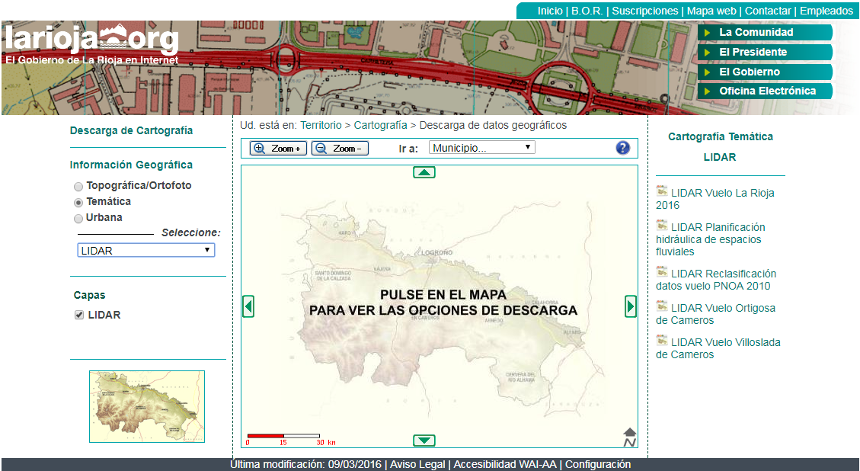 Inicio | B.O.R. | Suscripciones | Mapa web | Contactar | Empleados
larioja.org
El Gobierno de La Rioja en Internet
La Comunidad
El Presidente
El Gobierno
Oficina Electrónica
Descarga de Cartografía
Información Geográfica
Topográfica/Ortofoto
Temática
Urbana
Seleccione:
LIDAR
Capas
LIDAR
Ud. está en: Territorio > Cartografía > Descarga de datos geográficos
Zoom +
Zoom -
Ir a:
Municipio...
?
HARO
LOGROÑO
NÁJERA
SANTO DOMINGO
DE LA CALZADA
CALAHORRA
ARNEDO
ALFARO
CERVERA DEL
RÍO ALHAMA
PULSE EN EL MAPA
PARA VER LAS OPCIONES DE DESCARGA
0 15 30 km
N
Cartografía Temática
LIDAR
LIDAR Vuelo La Rioja
2016
LIDAR Planificación
hidráulica de espacios
fluviales
LIDAR Reclasificación
datos vuelo PNOA 2010
LIDAR Vuelo Ortigosa
de Cameros
LIDAR Vuelo Villoslada
de Cameros
Última modificación: 09/03/2016 | Aviso Legal | Accesibilidad WAI-AA | Configuración